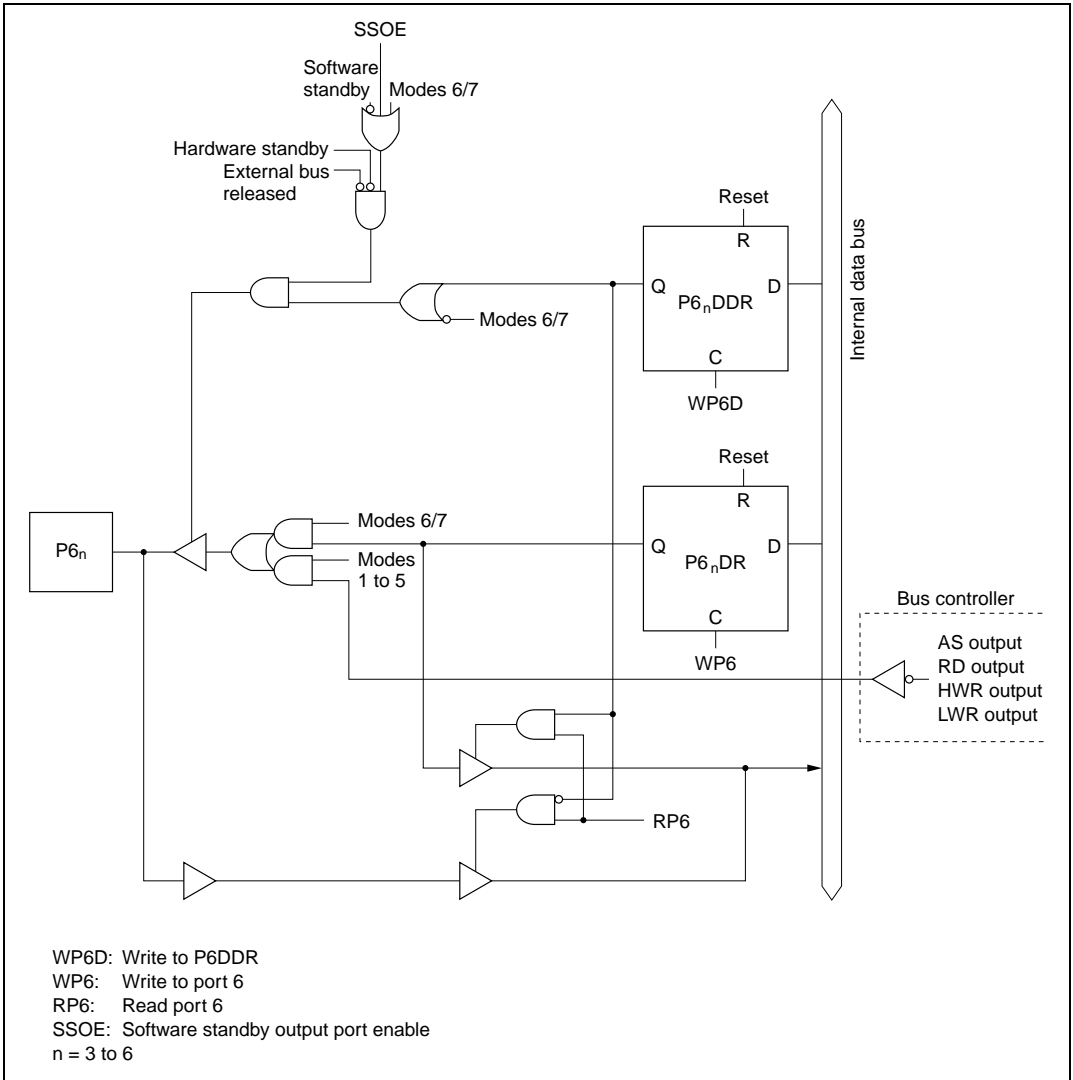 SSOE
Software
standby
Modes 6/7
Hardware standby
External bus
released
Reset
R
Q
D
P6nDDR
C
WP6D
Modes 6/7
Internal data bus
Reset
R
Q
D
P6nDR
C
WP6
P6n
Modes 6/7
Modes
1 to 5
Bus controller
AS output
RD output
HWR output
LWR output
RP6
WP6D: Write to P6DDR
WP6: Write to port 6
RP6: Read port 6
SSOE: Software standby output port enable
n = 3 to 6